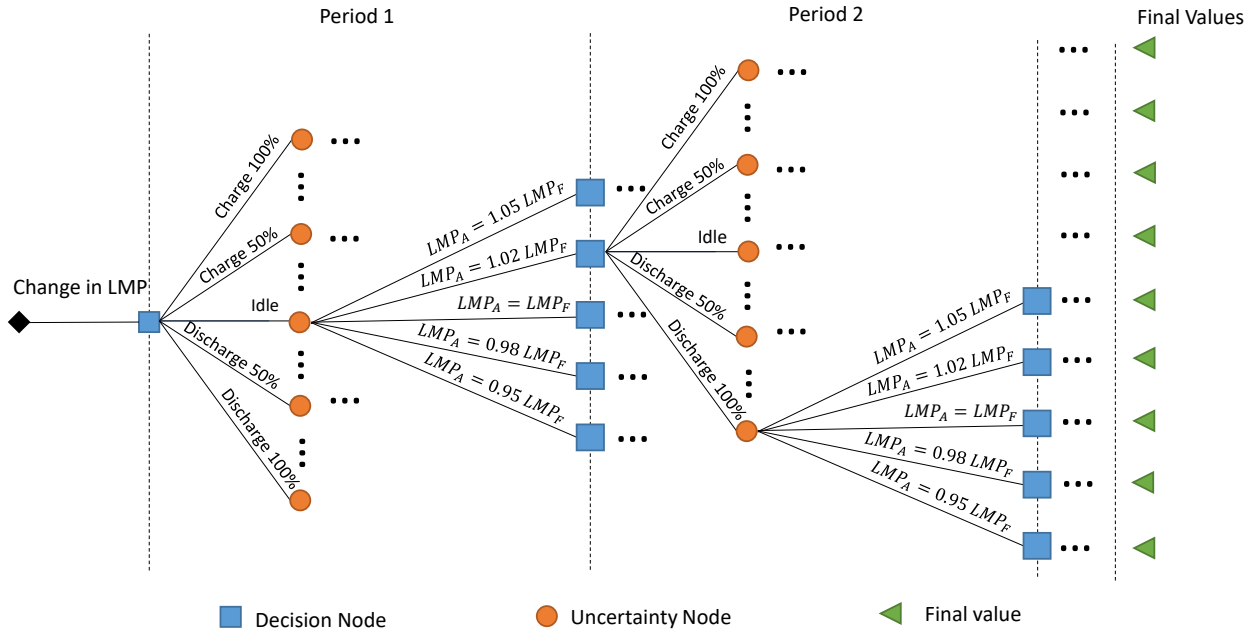 Period 1
Period 2
Final Values
Change in LMP
Charge 100%
Charge 50%
Idle
Discharge 50%
Discharge 100%
LMP_A = 1.05 LMP_F
LMP_A = 1.02 LMP_F
LMP_A = LMP_F
LMP_A = 0.98 LMP_F
LMP_A = 0.95 LMP_F
Charge 100%
Charge 50%
Idle
Discharge 50%
Discharge 100%
LMP_A = 1.05 LMP_F
LMP_A = 1.02 LMP_F
LMP_A = LMP_F
LMP_A = 0.98 LMP_F
LMP_A = 0.95 LMP_F
Decision Node
Uncertainty Node
Final value